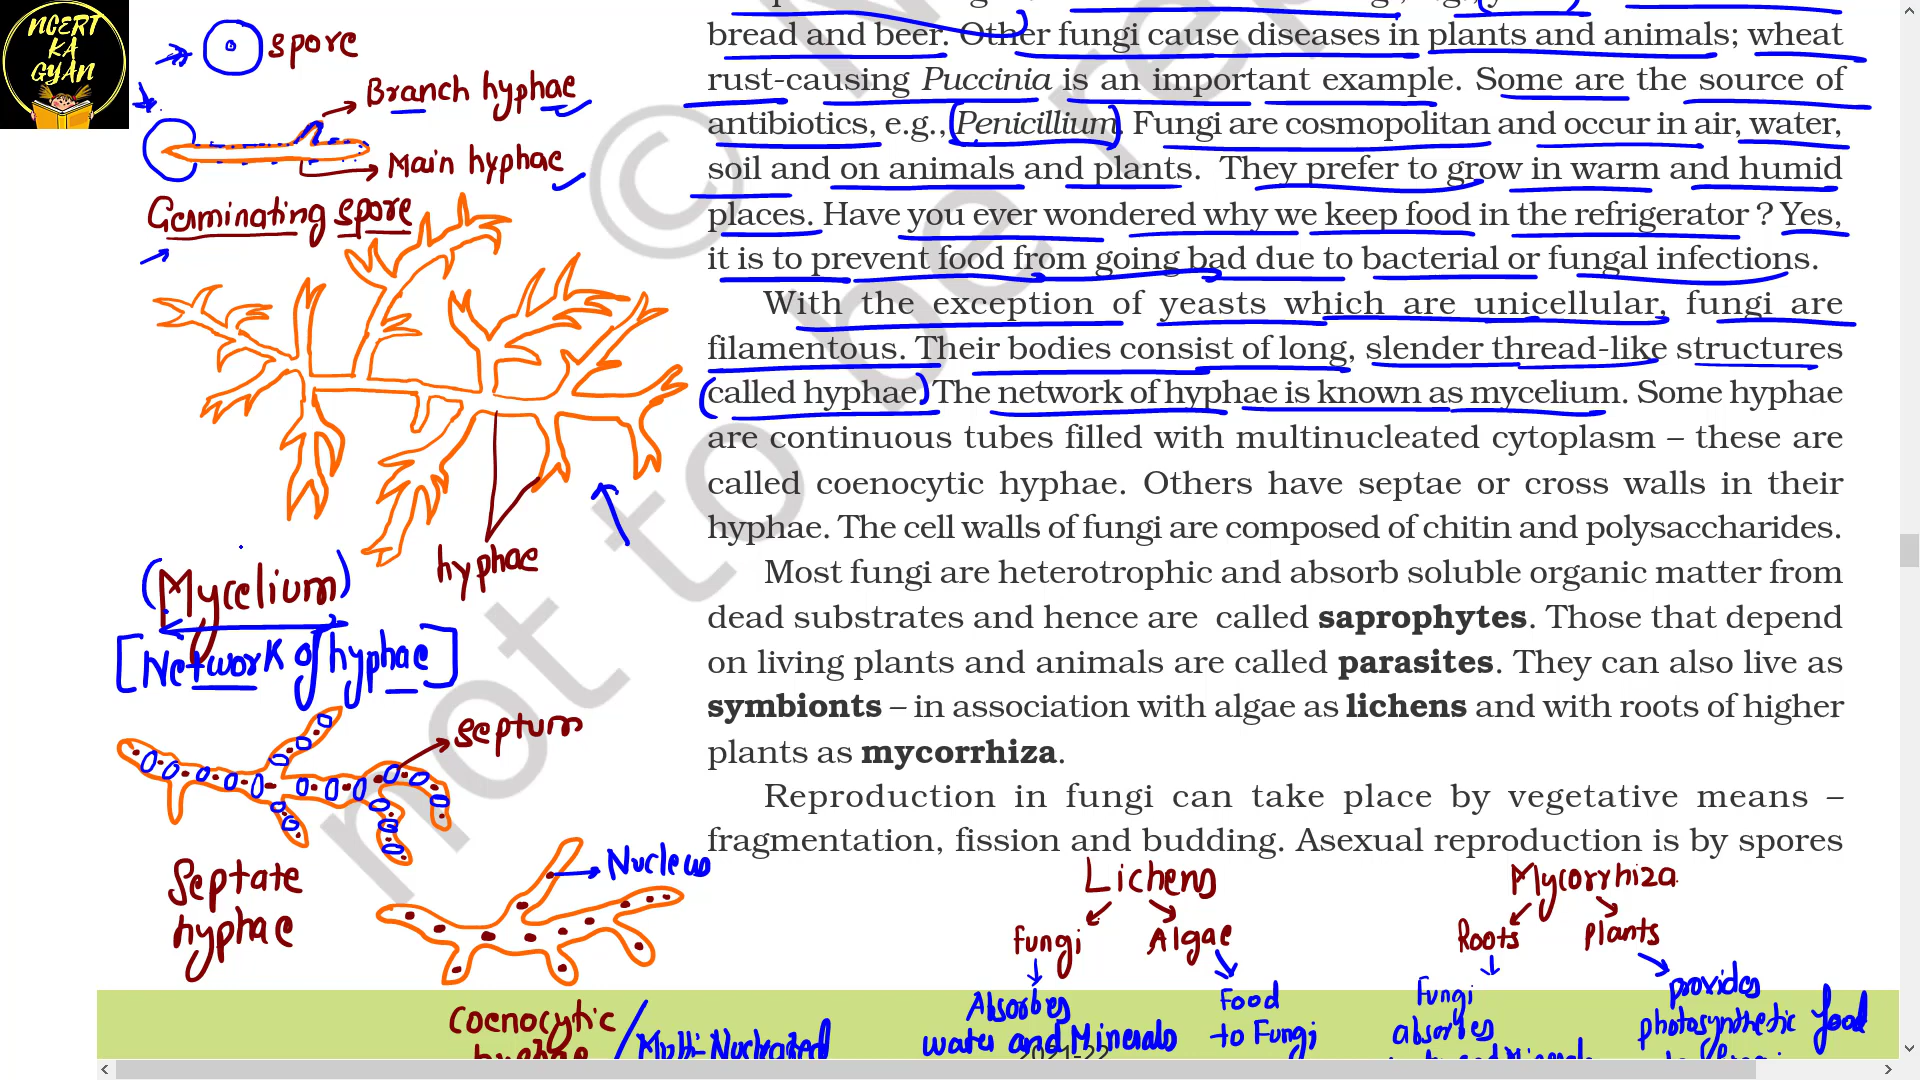 NCERT
KA
GYAN
spore
Branch hyphae
Main hyphae
Germinating spore
hyphae
(Mycelium)
[Network of hyphae]
septum
Septate
hyphae
Nucleus
Coenocytic
hyphae
/Multi-Nucleated
bread and beer. Other fungi cause diseases in plants and animals; wheat
rust-causing Puccinia is an important example. Some are the source of
antibiotics, e.g., (Penicillium). Fungi are cosmopolitan and occur in air, water,
soil and on animals and plants. They prefer to grow in warm and humid
places. Have you ever wondered why we keep food in the refrigerator ? Yes,
it is to prevent food from going bad due to bacterial or fungal infections.
With the exception of yeasts which are unicellular, fungi are
filamentous. Their bodies consist of long, slender thread-like structures
(called hyphae) The network of hyphae is known as mycelium. Some hyphae
are continuous tubes filled with multinucleated cytoplasm – these are
called coenocytic hyphae. Others have septae or cross walls in their
hyphae. The cell walls of fungi are composed of chitin and polysaccharides.
Most fungi are heterotrophic and absorb soluble organic matter from
dead substrates and hence are called saprophytes. Those that depend
on living plants and animals are called parasites. They can also live as
symbionts – in association with algae as lichens and with roots of higher
plants as mycorrhiza.
Reproduction in fungi can take place by vegetative means –
fragmentation, fission and budding. Asexual reproduction is by spores
Lichens
Fungi
Algae
Absorbes
water and Minerals
Food
to Fungi
Mycorrhiza
Roots
Plants
Fungi
absorbes
provides
photosynthetic food
2021-22
© not to be rep